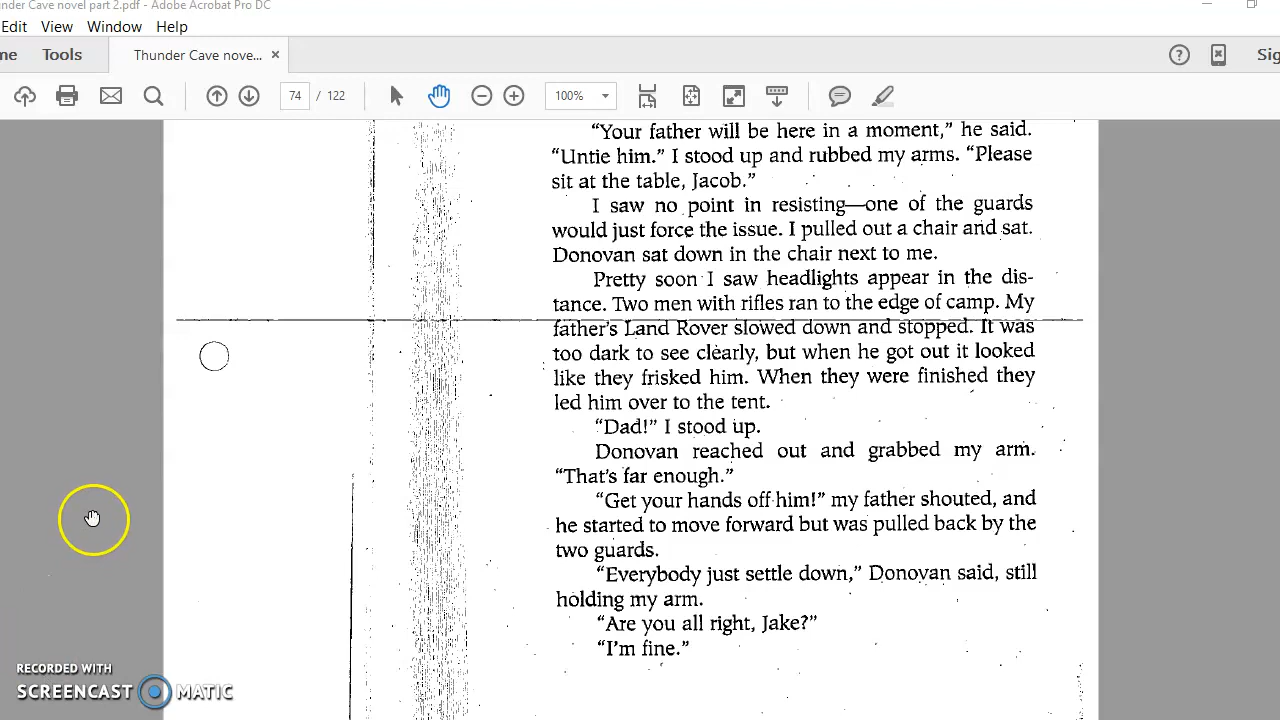 nder Cave novel part 2.pdf - Adobe Acrobat Pro DC
Edit View Window Help
me Tools Thunder Cave nove... × ? Sig
74 / 122 100%
“Your father will be here in a moment,” he said.
“Untie him.” I stood up and rubbed my arms. “Please
sit at the table, Jacob.”
I saw no point in resisting—one of the guards
would just force the issue. I pulled out a chair and sat.
Donovan sat down in the chair next to me.
Pretty soon I saw headlights appear in the dis-
tance. Two men with rifles ran to the edge of camp. My
father’s Land Rover slowed down and stopped. It was
too dark to see clearly, but when he got out it looked
like they frisked him. When they were finished they
led him over to the tent.
“Dad!” I stood up.
Donovan reached out and grabbed my arm.
“That’s far enough.”
“Get your hands off him!” my father shouted, and
he started to move forward but was pulled back by the
two guards.
“Everybody just settle down,” Donovan said, still
holding my arm.
“Are you all right, Jake?”
“I’m fine.”
RECORDED WITH
SCREENCAST MATIC